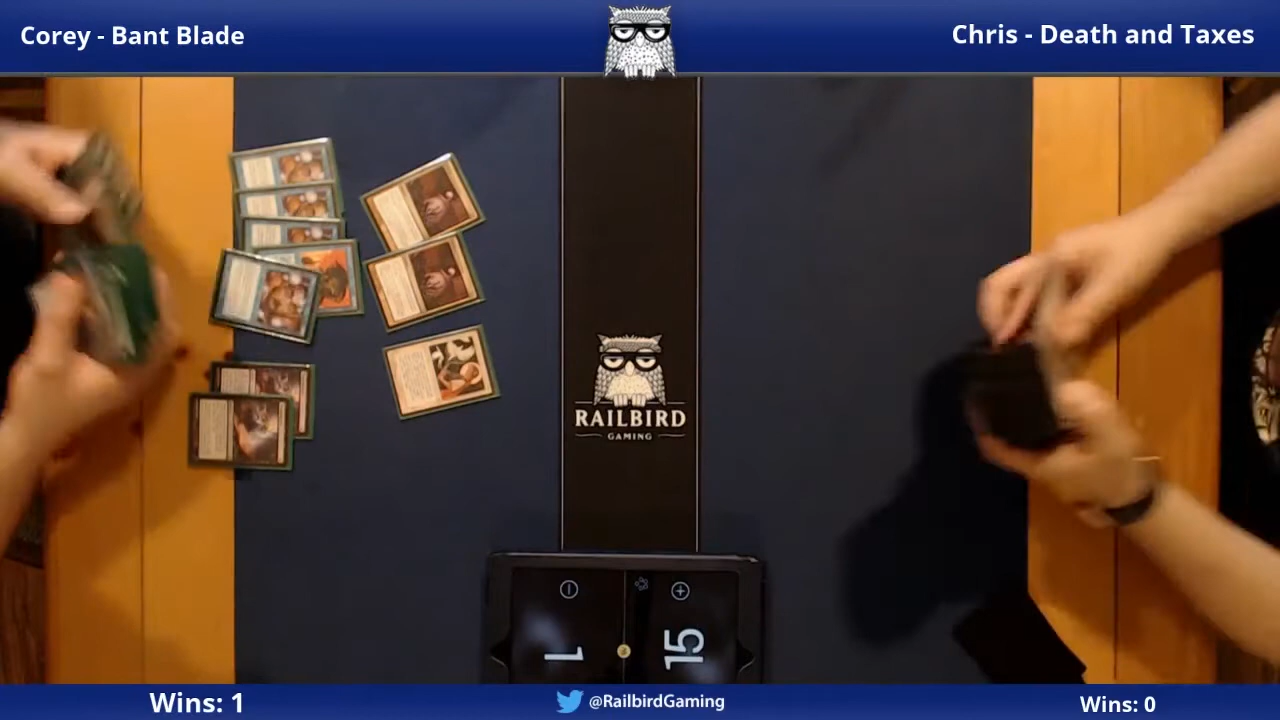 Corey - Bant Blade
Chris - Death and Taxes
RAILBIRD
GAMING
1
15
Wins: 1
@RailbirdGaming
Wins: 0